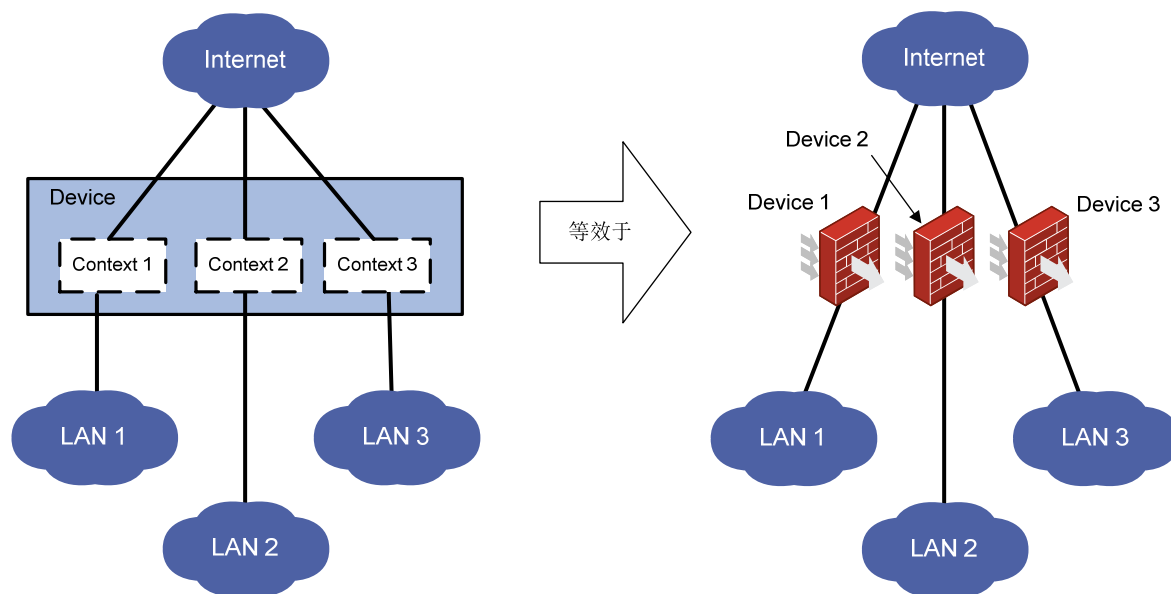 Internet
Device
Context 1
Context 2
Context 3
LAN 1
LAN 3
LAN 2
等效于
Internet
Device 2
Device 1
Device 3
LAN 1
LAN 3
LAN 2